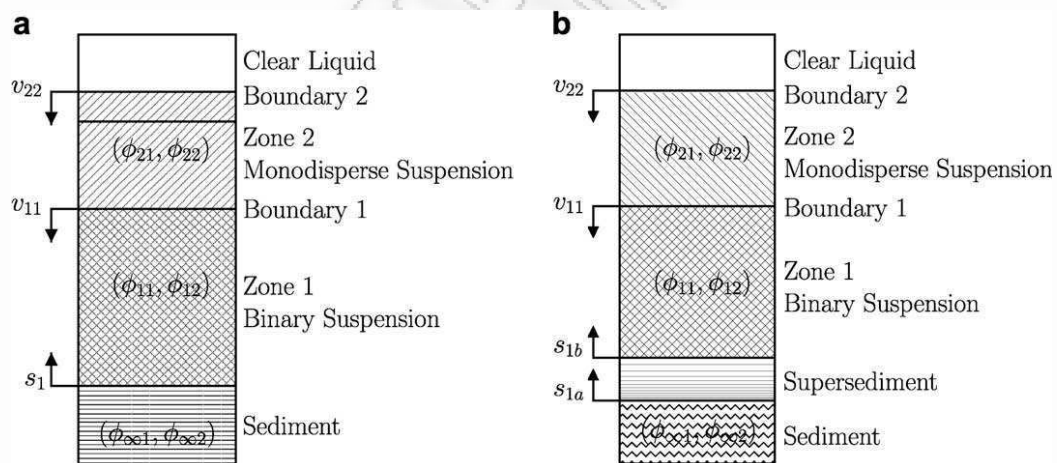 a
Clear Liquid
v22
Boundary 2
(ϕ21, ϕ22)
Zone 2
Monodisperse Suspension
v11
Boundary 1
(ϕ11, ϕ12)
Zone 1
Binary Suspension
s1
(ϕ∞1, ϕ∞2)
Sediment
b
Clear Liquid
v22
Boundary 2
(ϕ21, ϕ22)
Zone 2
Monodisperse Suspension
v11
Boundary 1
(ϕ11, ϕ12)
Zone 1
Binary Suspension
s1b
s1a
Supersediment
(ϕ∞1, ϕ∞2)
Sediment